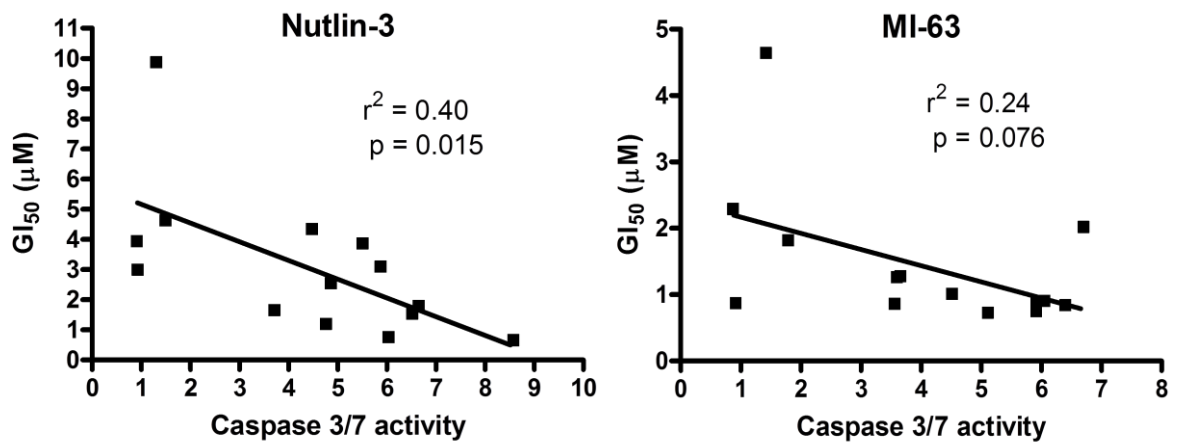 Nutlin-3
11
10
9
8
7
6
5
4
3
2
1
0
GI50 (μM)
r2 = 0.40
p = 0.015
0 1 2 3 4 5 6 7 8 9 10
Caspase 3/7 activity
MI-63
5
4
3
2
1
0
GI50 (μM)
r2 = 0.24
p = 0.076
0 1 2 3 4 5 6 7 8
Caspase 3/7 activity